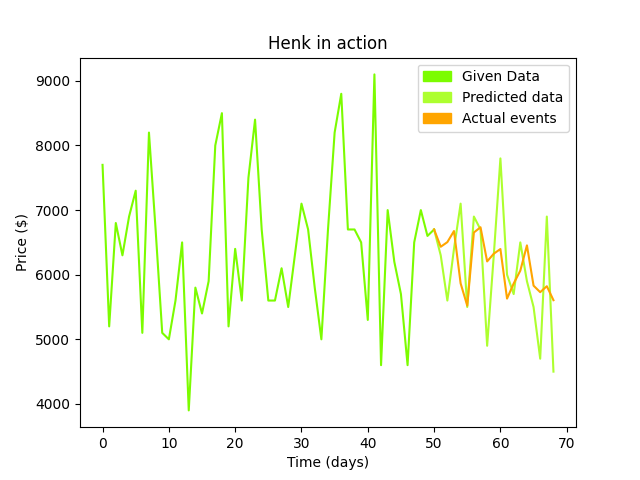 Henk in action
Given Data
Predicted data
Actual events
Price ($)
9000
8000
7000
6000
5000
4000
0 10 20 30 40 50 60 70
Time (days)